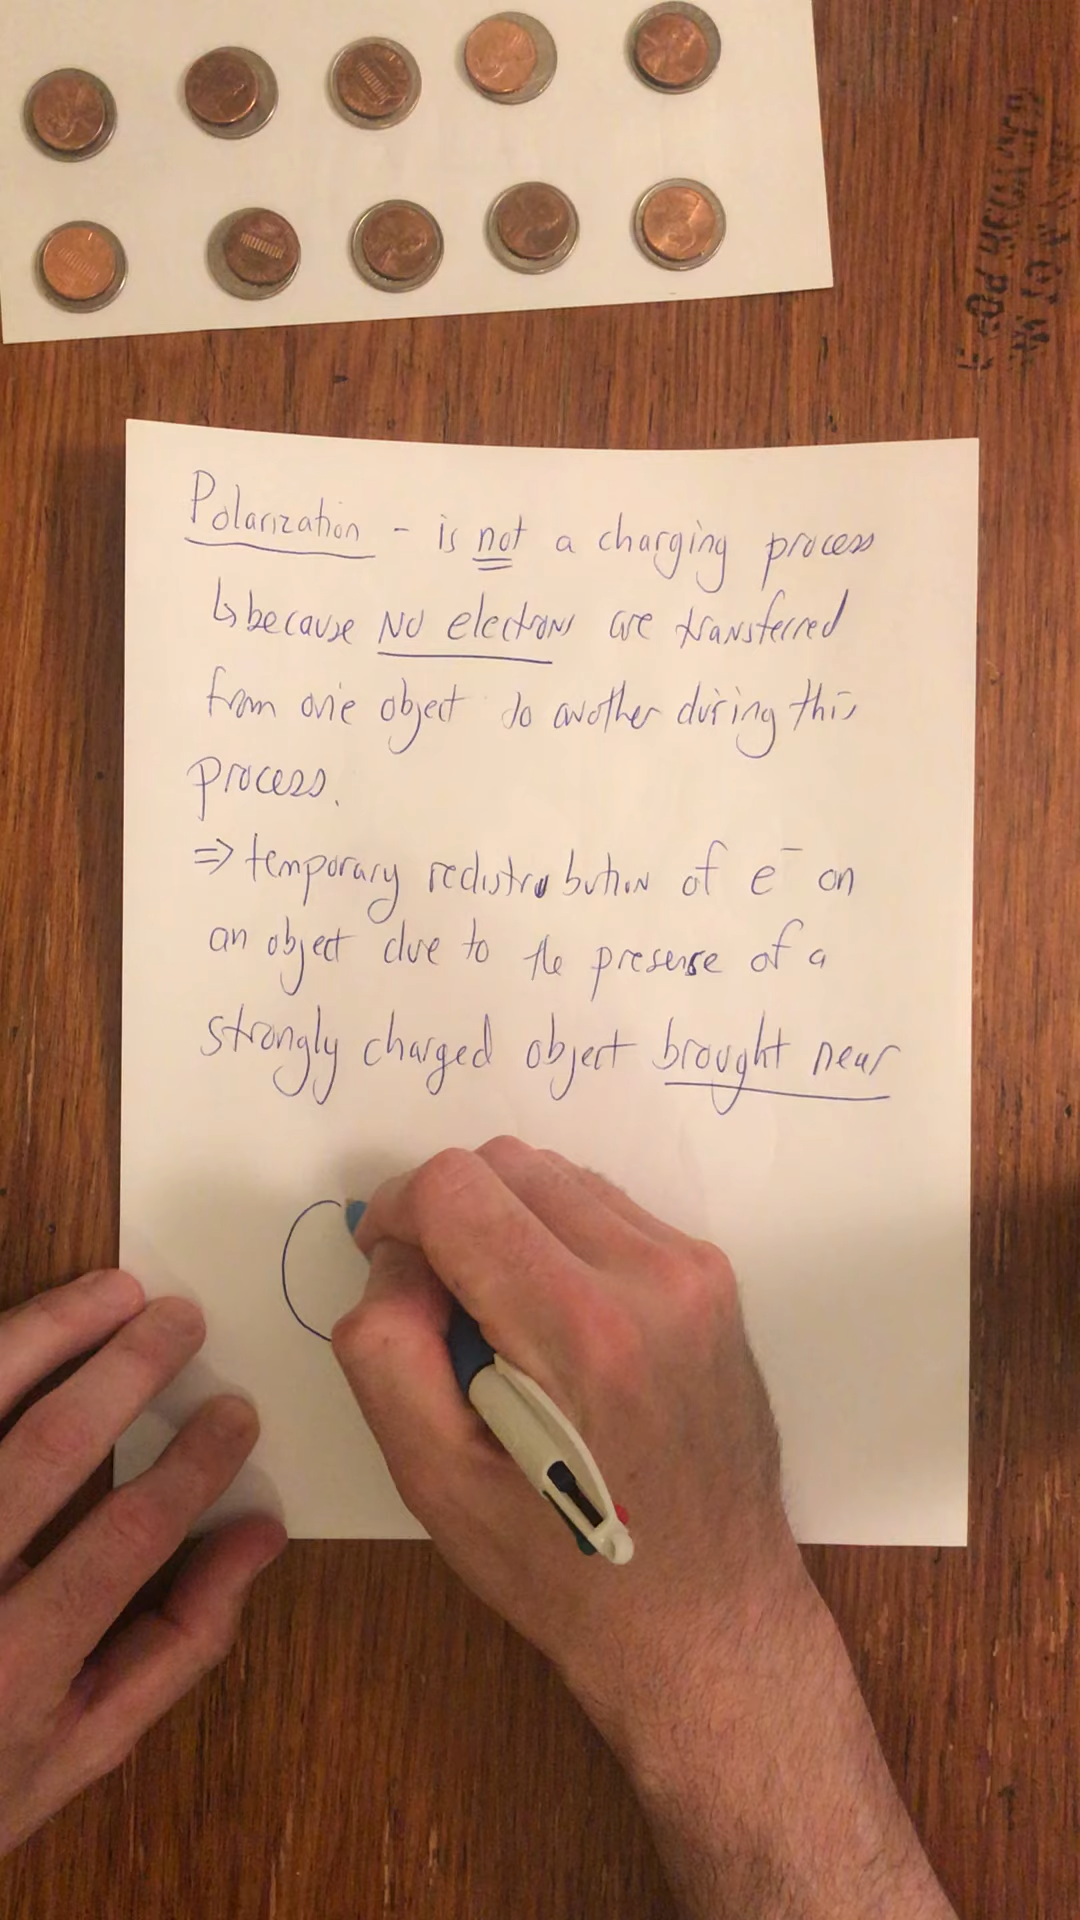 Polarization - is not a charging process
↳ because NO electrons are transferred
from one object to another during this
process.
⇒ temporary redistribution of e⁻ on
an object due to the presense of a
strongly charged object brought near